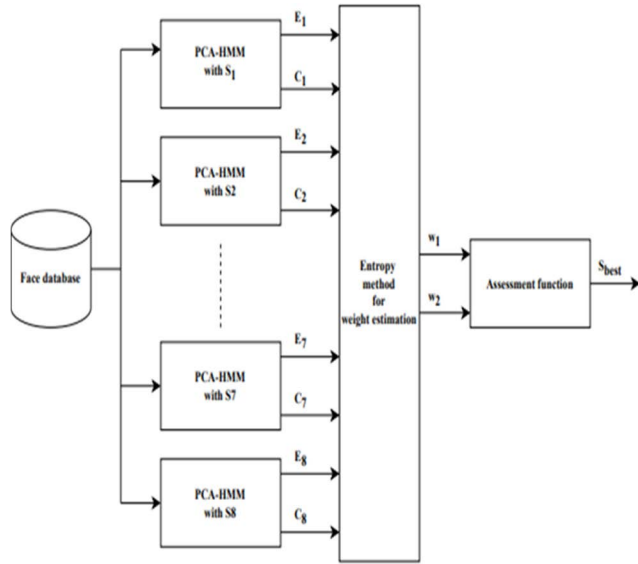 E1
PCA-HMM
with S1
C1
E2
PCA-HMM
with S2
C2
Face database
Entropy
method
for
weight estimation
w1
w2
Assessment function
Sbest
E7
PCA-HMM
with S7
C7
E8
PCA-HMM
with S8
C8